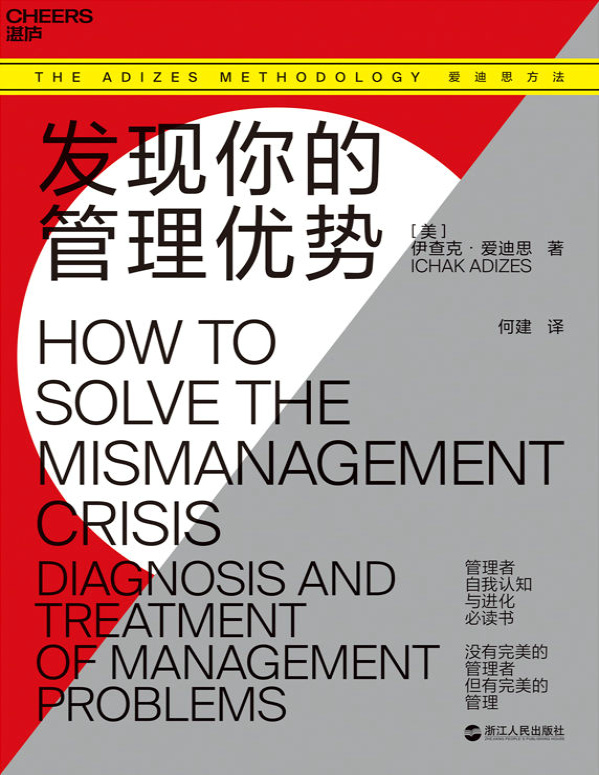 CHEERS
湛庐
THE ADIZES METHODOLOGY 爱迪思方法
发现你的
管理优势
[美]
伊查克·爱迪思 著
ICHAK ADIZES
何建 译
HOW TO
SOLVE THE
MISMANAGEMENT
CRISIS
DIAGNOSIS AND
TREATMENT
OF MANAGEMENT
PROBLEMS
管理者
自我认知
与进化
必读书
没有完美的
管理者
但有完美的
管理
浙江人民出版社
ZHEJIANG PEOPLE'S PUBLISHING HOUSE